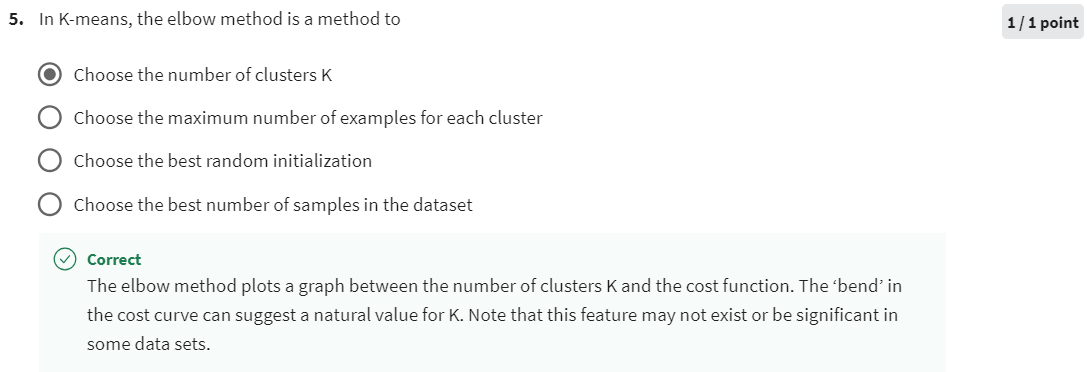 5. In K-means, the elbow method is a method to
1 / 1 point
Choose the number of clusters K
Choose the maximum number of examples for each cluster
Choose the best random initialization
Choose the best number of samples in the dataset
Correct
The elbow method plots a graph between the number of clusters K and the cost function. The ‘bend’ in
the cost curve can suggest a natural value for K. Note that this feature may not exist or be significant in
some data sets.